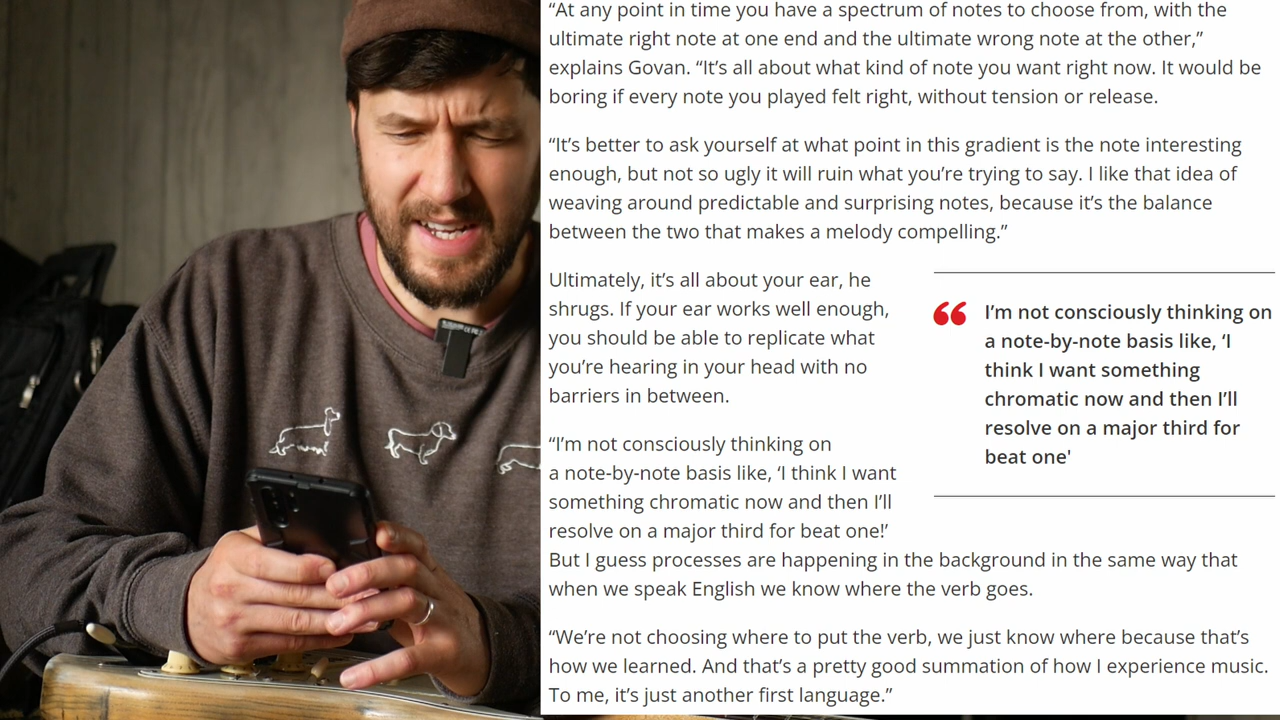 “At any point in time you have a spectrum of notes to choose from, with the
ultimate right note at one end and the ultimate wrong note at the other,”
explains Govan. “It’s all about what kind of note you want right now. It would be
boring if every note you played felt right, without tension or release.
“It’s better to ask yourself at what point in this gradient is the note interesting
enough, but not so ugly it will ruin what you’re trying to say. I like that idea of
weaving around predictable and surprising notes, because it’s the balance
between the two that makes a melody compelling.”
Ultimately, it’s all about your ear, he
shrugs. If your ear works well enough,
you should be able to replicate what
you’re hearing in your head with no
barriers in between.
“I’m not consciously thinking on
a note-by-note basis like, ‘I think I want
something chromatic now and then I’ll
resolve on a major third for beat one!’
But I guess processes are happening in the background in the same way that
when we speak English we know where the verb goes.
“We’re not choosing where to put the verb, we just know where because that’s
how we learned. And that’s a pretty good summation of how I experience music.
To me, it’s just another first language.”
“ I’m not consciously thinking on
a note-by-note basis like, ‘I
think I want something
chromatic now and then I’ll
resolve on a major third for
beat one'